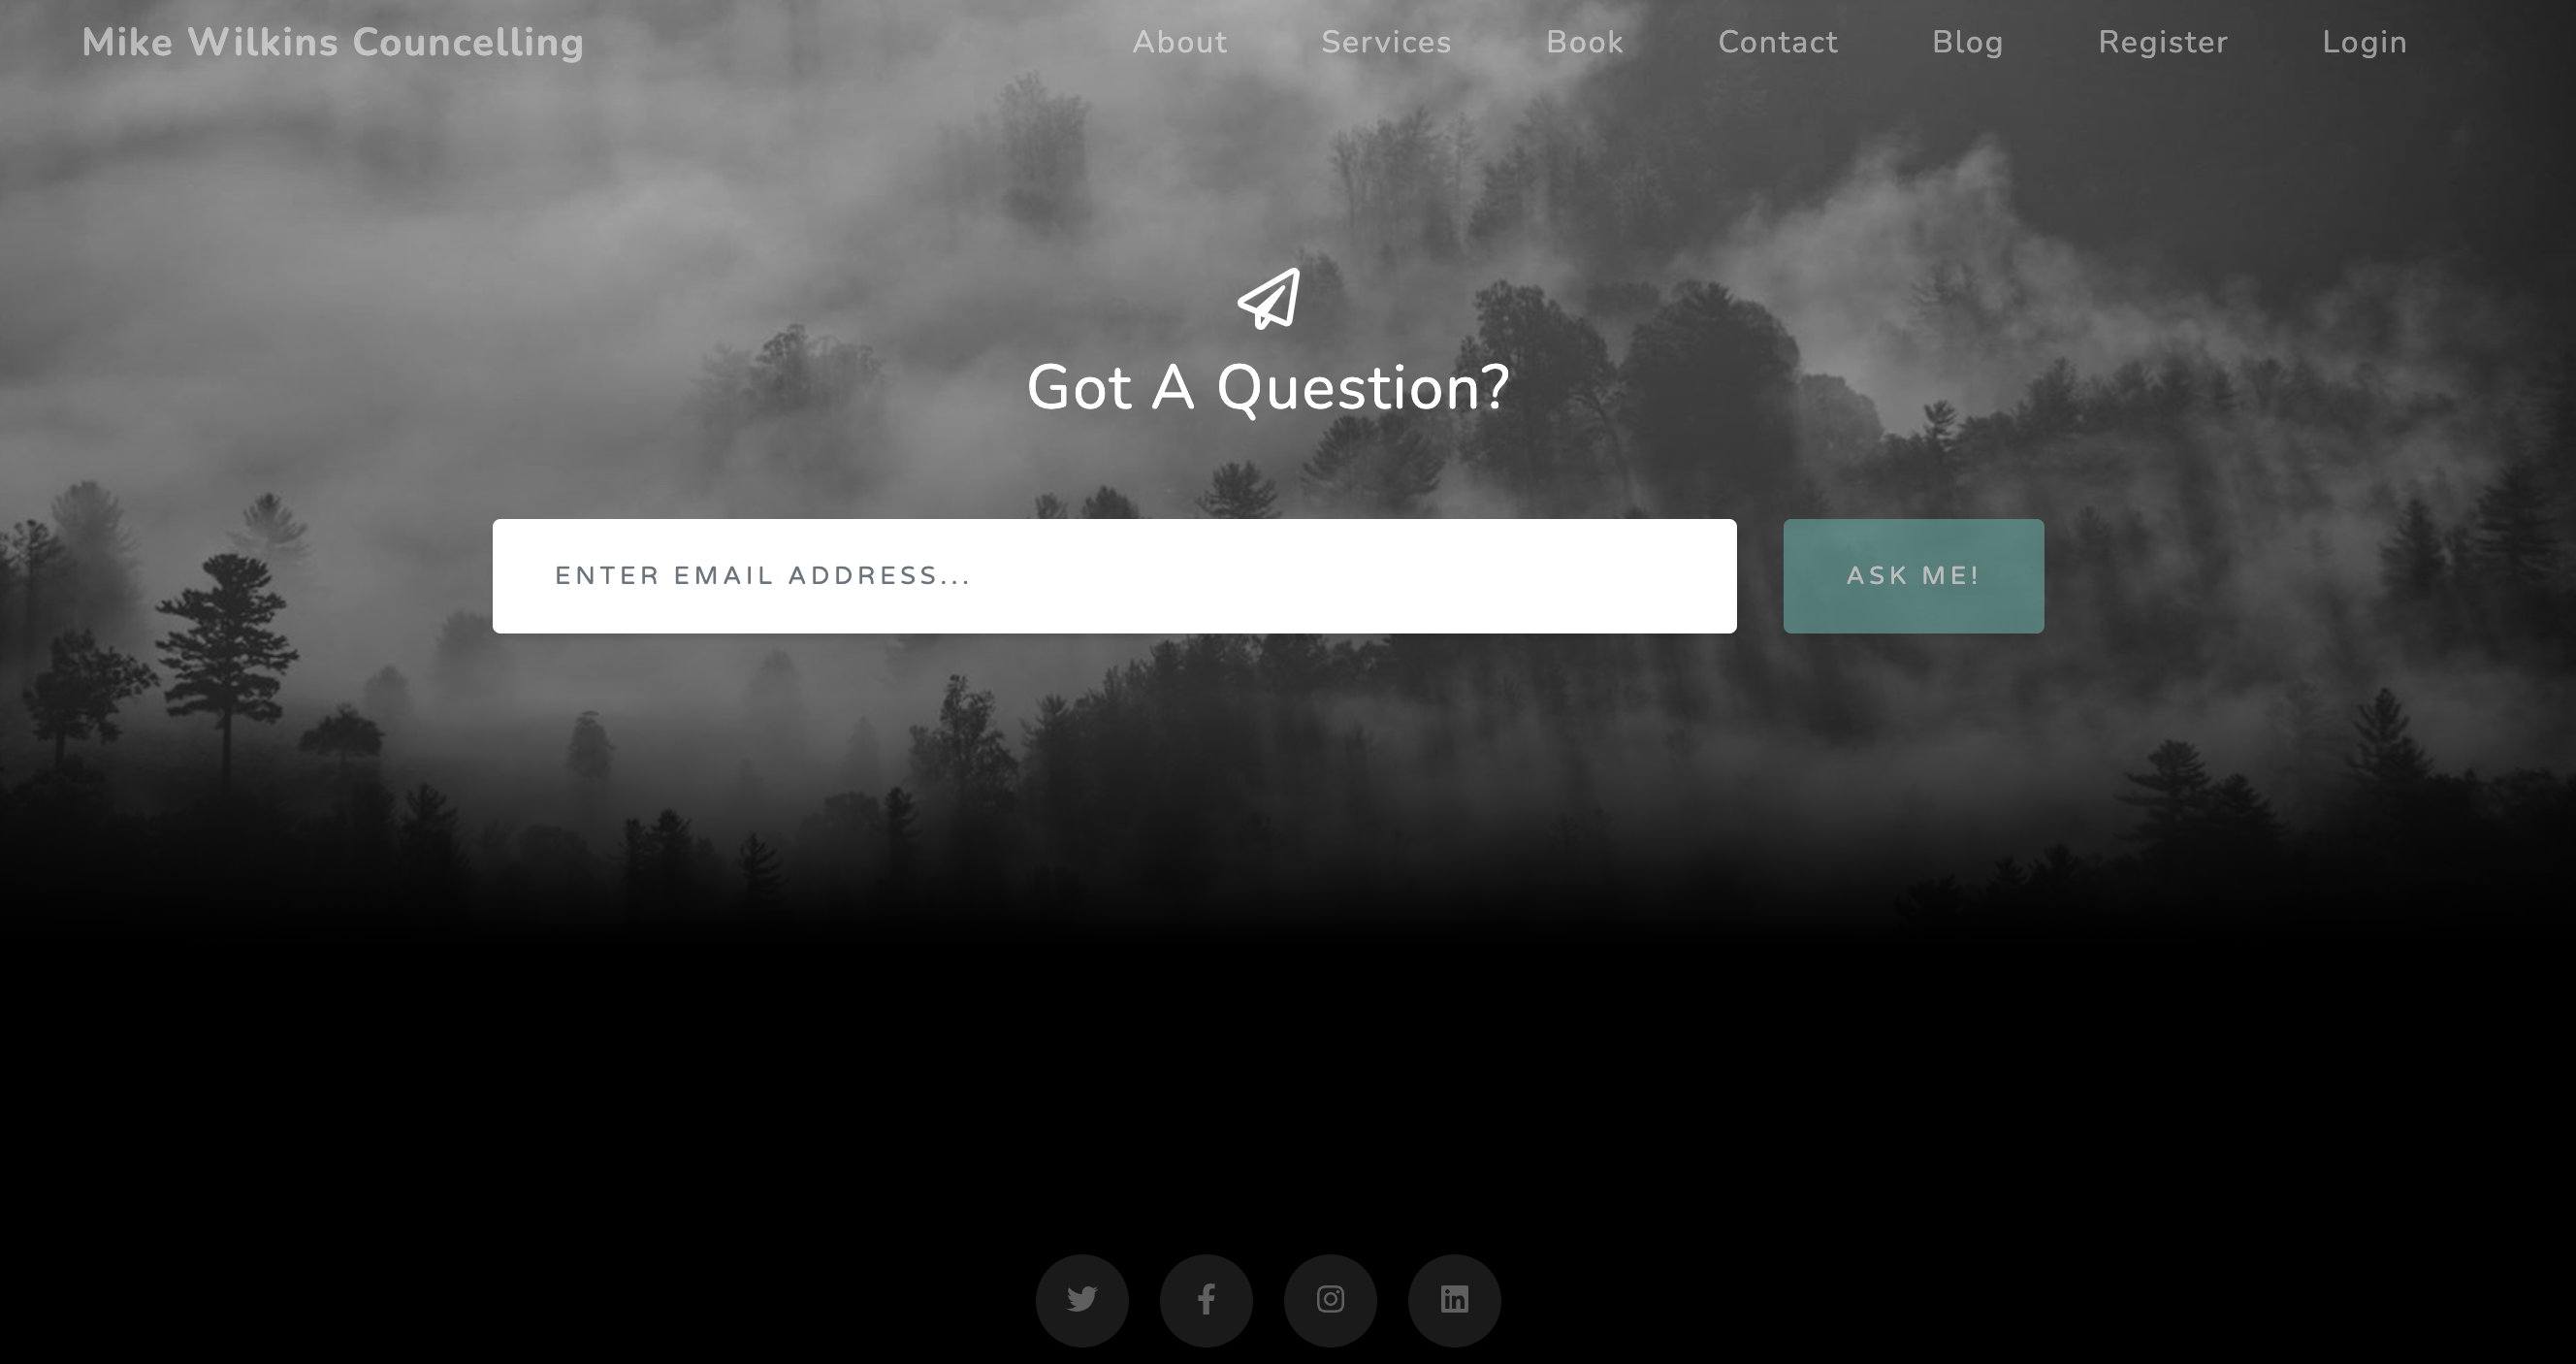 Mike Wilkins Councelling
About Services Book Contact Blog Register Login
Got A Question?
ENTER EMAIL ADDRESS...
ASK ME!